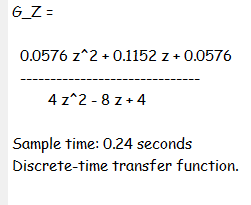 G_Z =
0.0576 z^2 + 0.1152 z + 0.0576
-------------------------------
4 z^2 - 8 z + 4
Sample time: 0.24 seconds
Discrete-time transfer function.